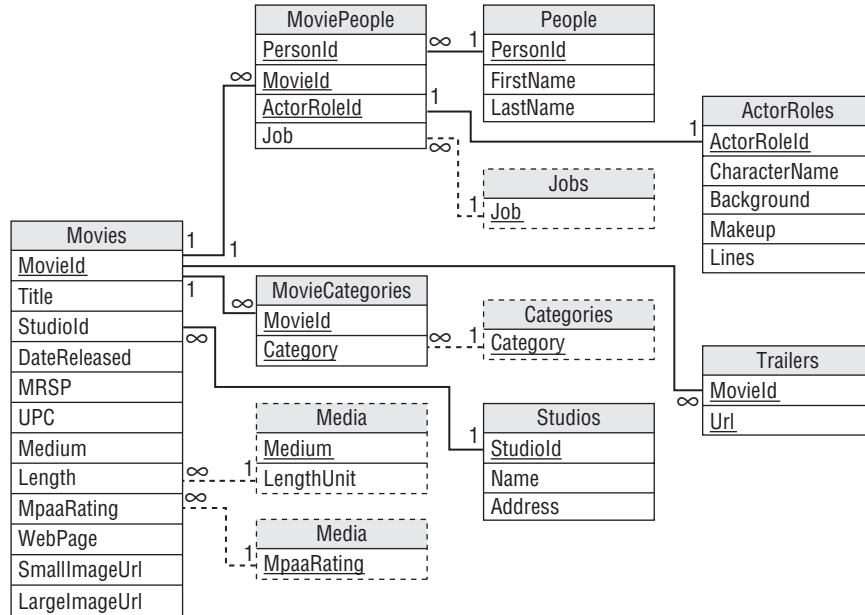 MoviePeople
PersonId
MovieId
ActorRoleId
Job
∞
1
People
PersonId
FirstName
LastName
∞
1
1
ActorRoles
ActorRoleId
CharacterName
Background
Makeup
Lines
∞
1
Jobs
Job
Movies
MovieId
Title
StudioId
DateReleased
MRSP
UPC
Medium
Length
MpaaRating
WebPage
SmallImageUrl
LargeImageUrl
1
1
1
∞
MovieCategories
MovieId
Category
∞
1
Categories
Category
∞
1
Trailers
MovieId
Url
∞
Studios
StudioId
Name
Address
∞
1
Media
Medium
LengthUnit
∞
1
Media
MpaaRating